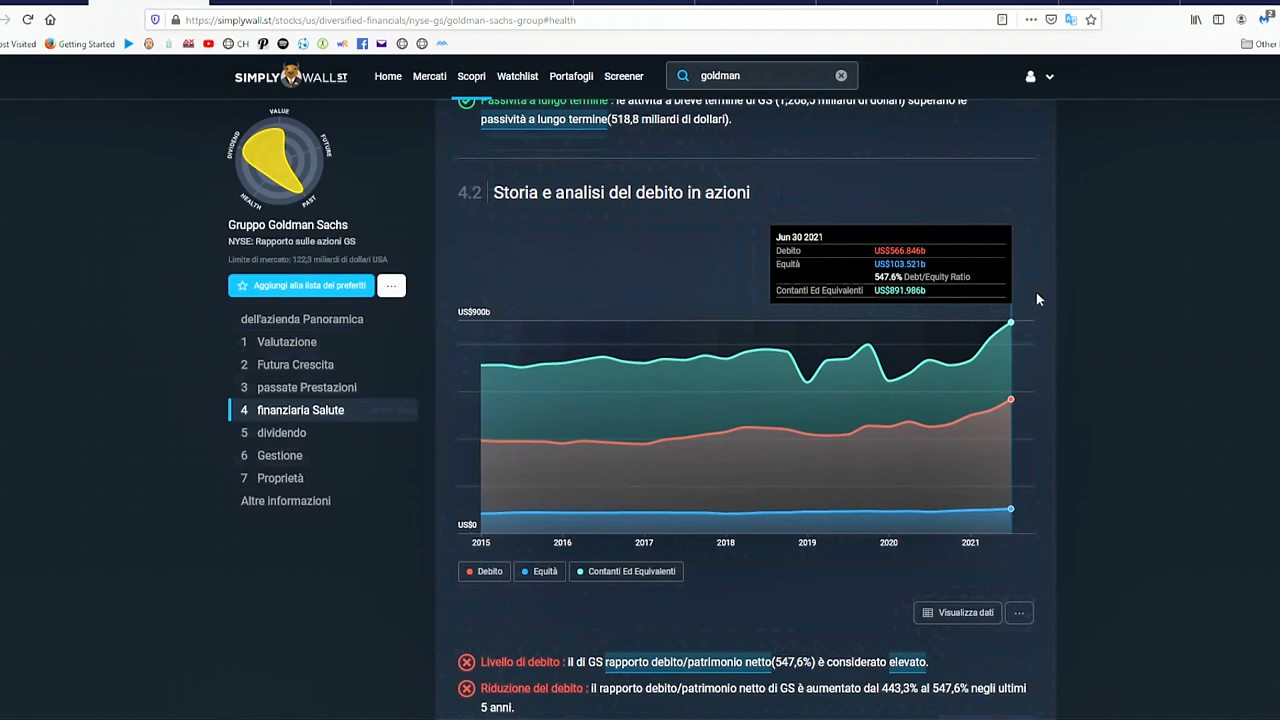 https://simplywall.st/stocks/us/diversified-financials/nyse-gs/goldman-sachs-group#health
ost Visited
Getting Started
CH
Other
SIMPLY WALL ST
Home
Mercati
Scopri
Watchlist
Portafogli
Screener
goldman
VALUE
FUTURE
PAST
HEALTH
DIVIDEND
Gruppo Goldman Sachs
NYSE: Rapporto sulle azioni GS
Limite di mercato: 122,3 miliardi di dollari USA
Aggiungi alla lista dei preferiti
...
dell'azienda Panoramica
1 Valutazione
2 Futura Crescita
3 passate Prestazioni
4 finanziaria Salute
5 dividendo
6 Gestione
7 Proprietà
Altre informazioni
Passività a lungo termine : le attività a breve termine di GS (1,268,5 miliardi di dollari) superano le
passività a lungo termine(518,8 miliardi di dollari).
4.2 Storia e analisi del debito in azioni
Jun 30 2021
Debito US$566.846b
Equità US$103.521b
547.6% Debt/Equity Ratio
Contanti Ed Equivalenti US$891.986b
US$900b
US$0
2015 2016 2017 2018 2019 2020 2021
Debito
Equità
Contanti Ed Equivalenti
Visualizza dati
...
Livello di debito : il di GS rapporto debito/patrimonio netto(547,6%) è considerato elevato.
Riduzione del debito : il rapporto debito/patrimonio netto di GS è aumentato dal 443,3% al 547,6% negli ultimi
5 anni.